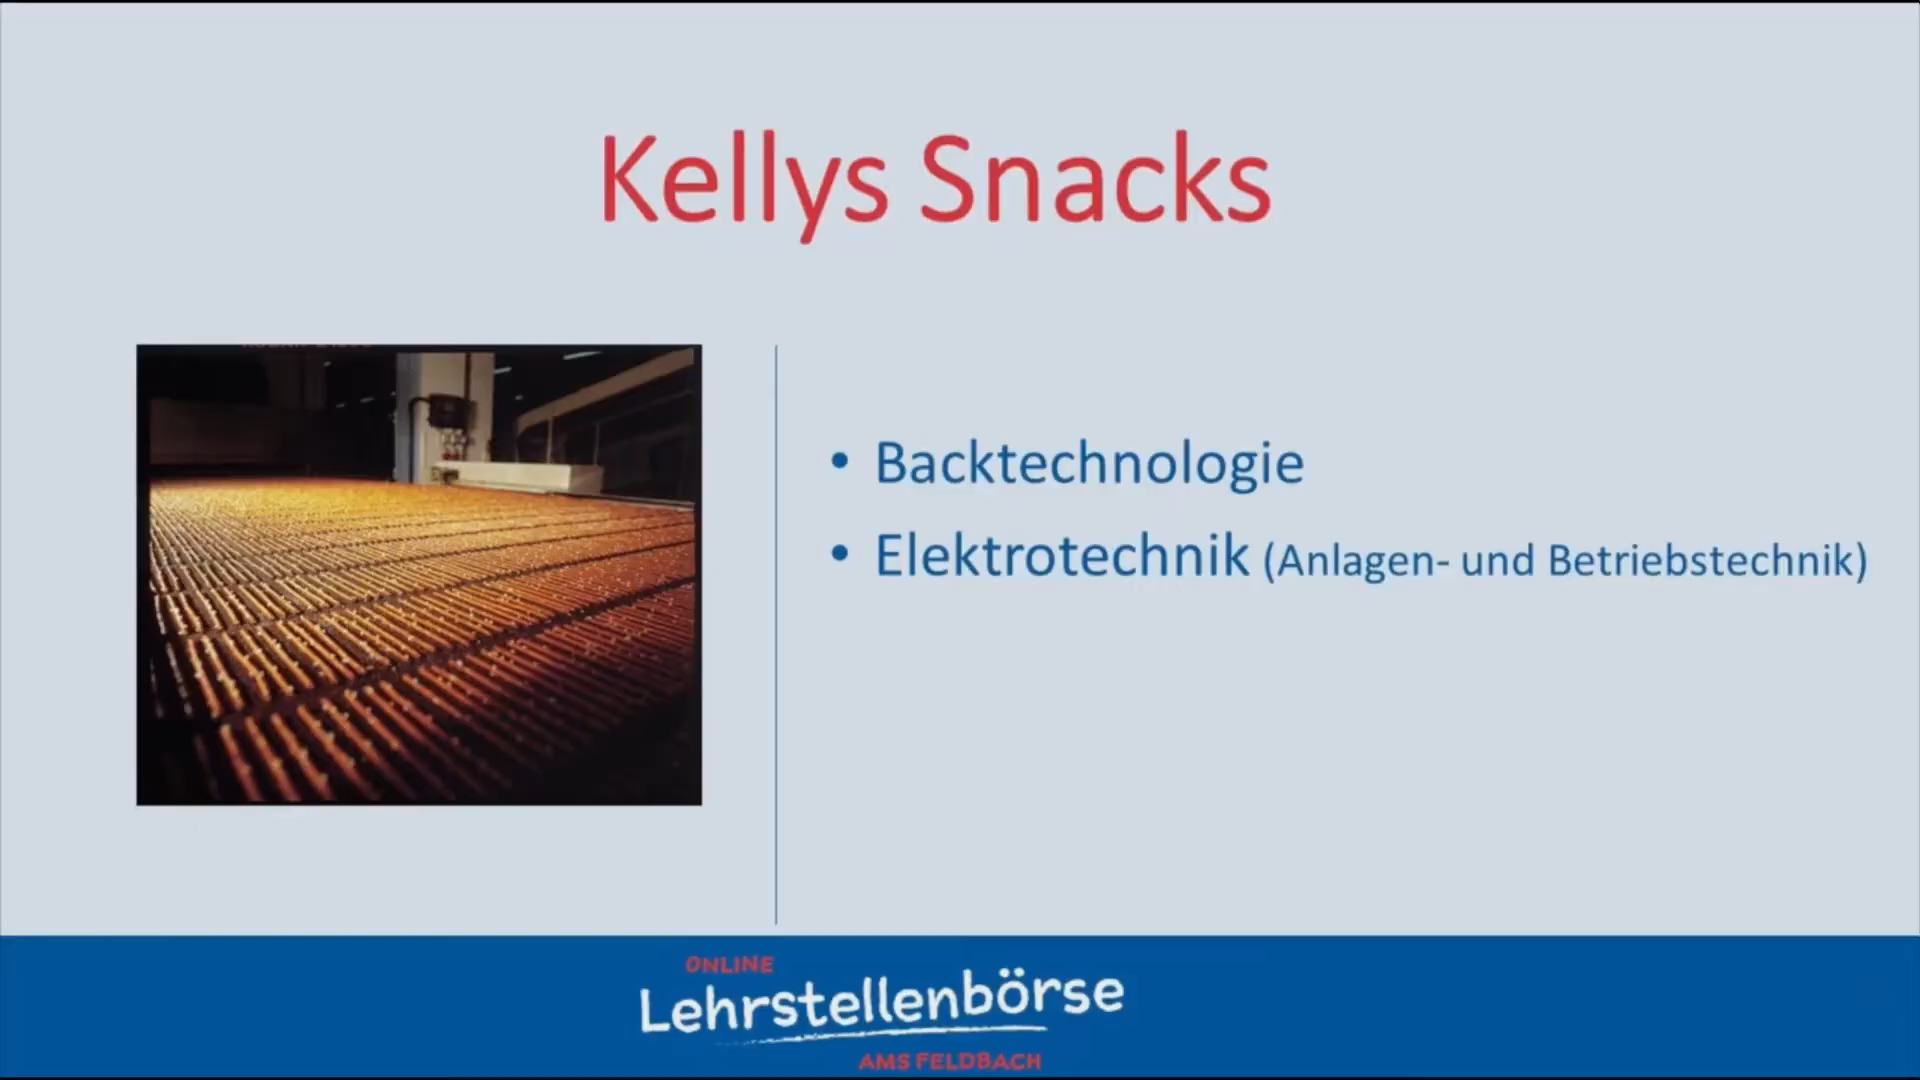 Kellys Snacks
• Backtechnologie
• Elektrotechnik (Anlagen- und Betriebstechnik)
ONLINE
Lehrstellenbörse
AMS FELDBACH